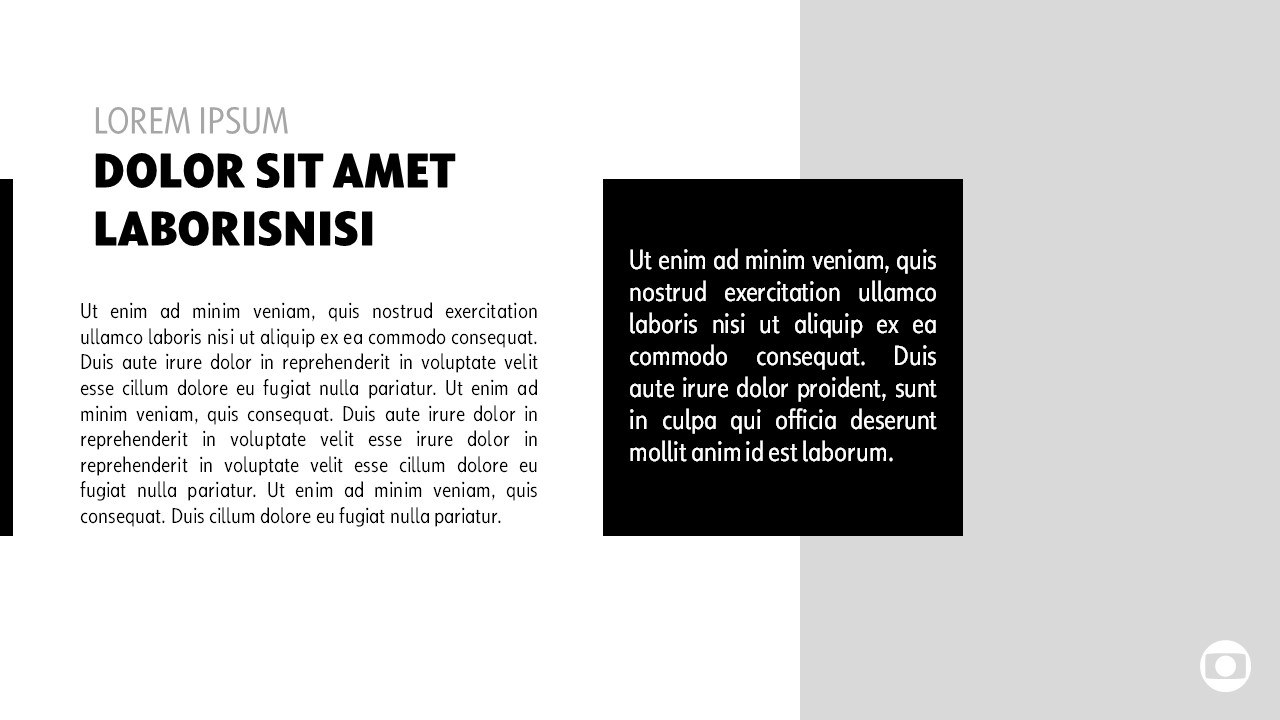 LOREM IPSUM
DOLOR SIT AMET
LABORISNISI
Ut enim ad minim veniam, quis nostrud exercitation
ullamco laboris nisi ut aliquip ex ea commodo consequat.
Duis aute irure dolor in reprehenderit in voluptate velit
esse cillum dolore eu fugiat nulla pariatur. Ut enim ad
minim veniam, quis consequat. Duis aute irure dolor in
reprehenderit in voluptate velit esse irure dolor in
reprehenderit in voluptate velit esse cillum dolore eu
fugiat nulla pariatur. Ut enim ad minim veniam, quis
consequat. Duis cillum dolore eu fugiat nulla pariatur.
Ut enim ad minim veniam, quis
nostrud exercitation ullamco
laboris nisi ut aliquip ex ea
commodo consequat. Duis
aute irure dolor proident, sunt
in culpa qui officia deserunt
mollit anim id est laborum.